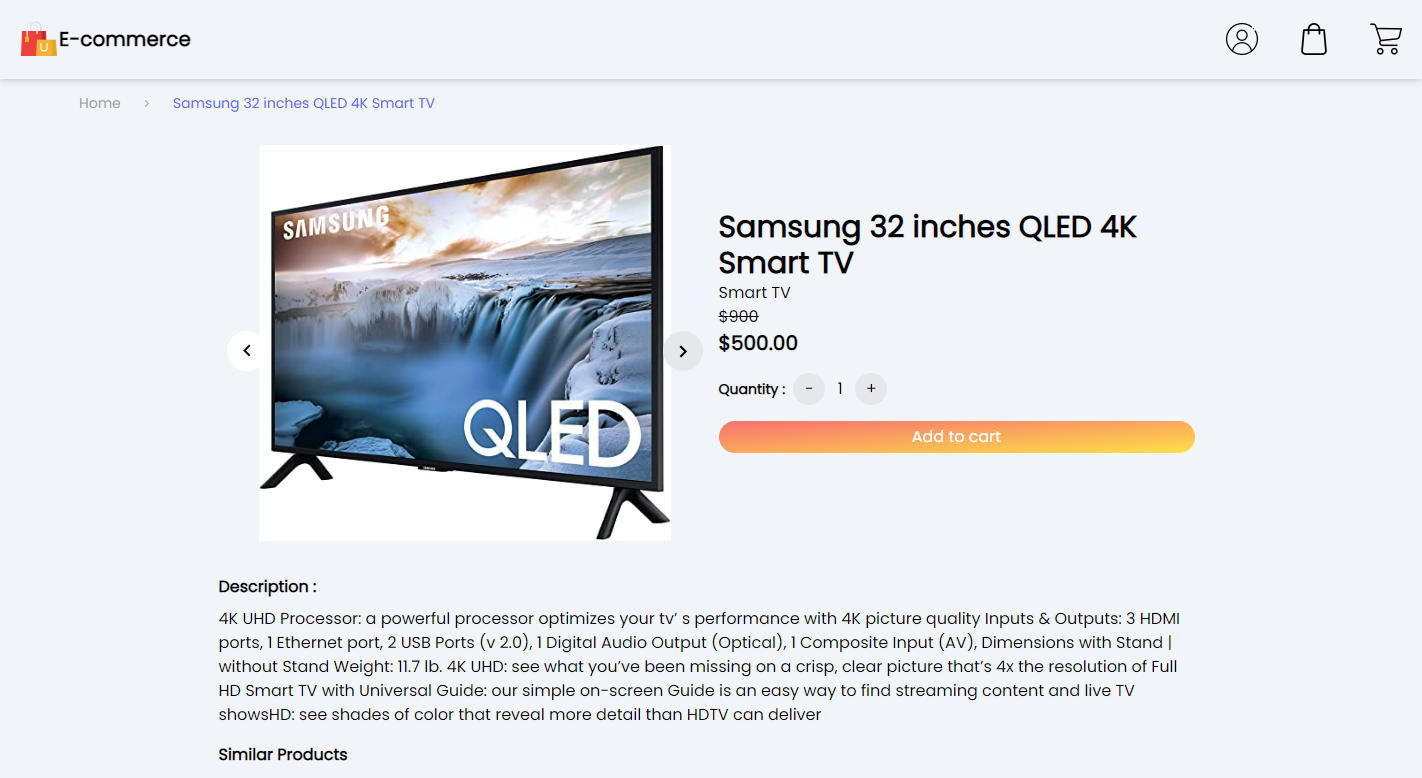 U
E-commerce
Home > Samsung 32 inches QLED 4K Smart TV
SAMSUNG
QLED
SAMSUNG
Samsung 32 inches QLED 4K
Smart TV
Smart TV
$900
$500.00
Quantity : - 1 +
Add to cart
Description :
4K UHD Processor: a powerful processor optimizes your tv’ s performance with 4K picture quality Inputs & Outputs: 3 HDMI
ports, 1 Ethernet port, 2 USB Ports (v 2.0), 1 Digital Audio Output (Optical), 1 Composite Input (AV), Dimensions with Stand |
without Stand Weight: 11.7 lb. 4K UHD: see what you’ve been missing on a crisp, clear picture that’s 4x the resolution of Full
HD Smart TV with Universal Guide: our simple on-screen Guide is an easy way to find streaming content and live TV
showsHD: see shades of color that reveal more detail than HDTV can deliver
Similar Products